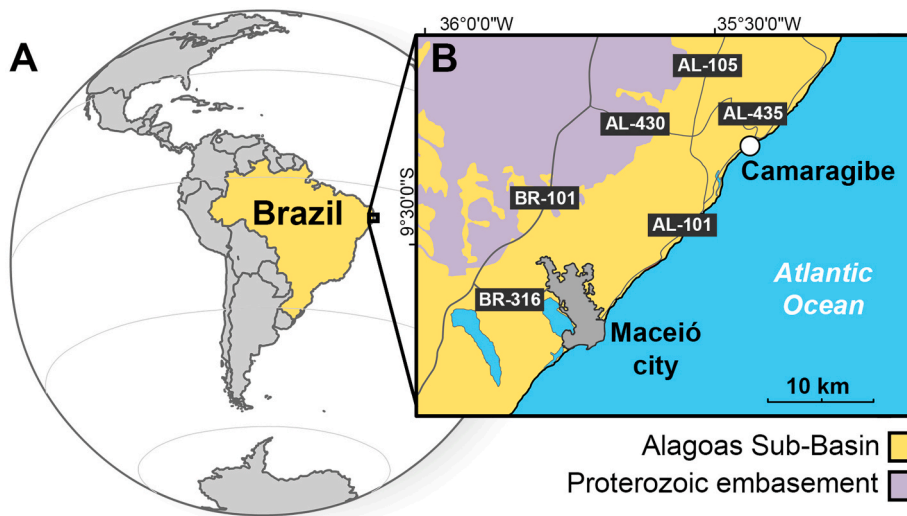 A
Brazil
36°0'0"W
35°30'0"W
B
AL-105
AL-435
AL-430
Camaragibe
9°30'0"S
BR-101
AL-101
Atlantic
Ocean
BR-316
Maceió
city
10 km
Alagoas Sub-Basin
Proterozoic embasement